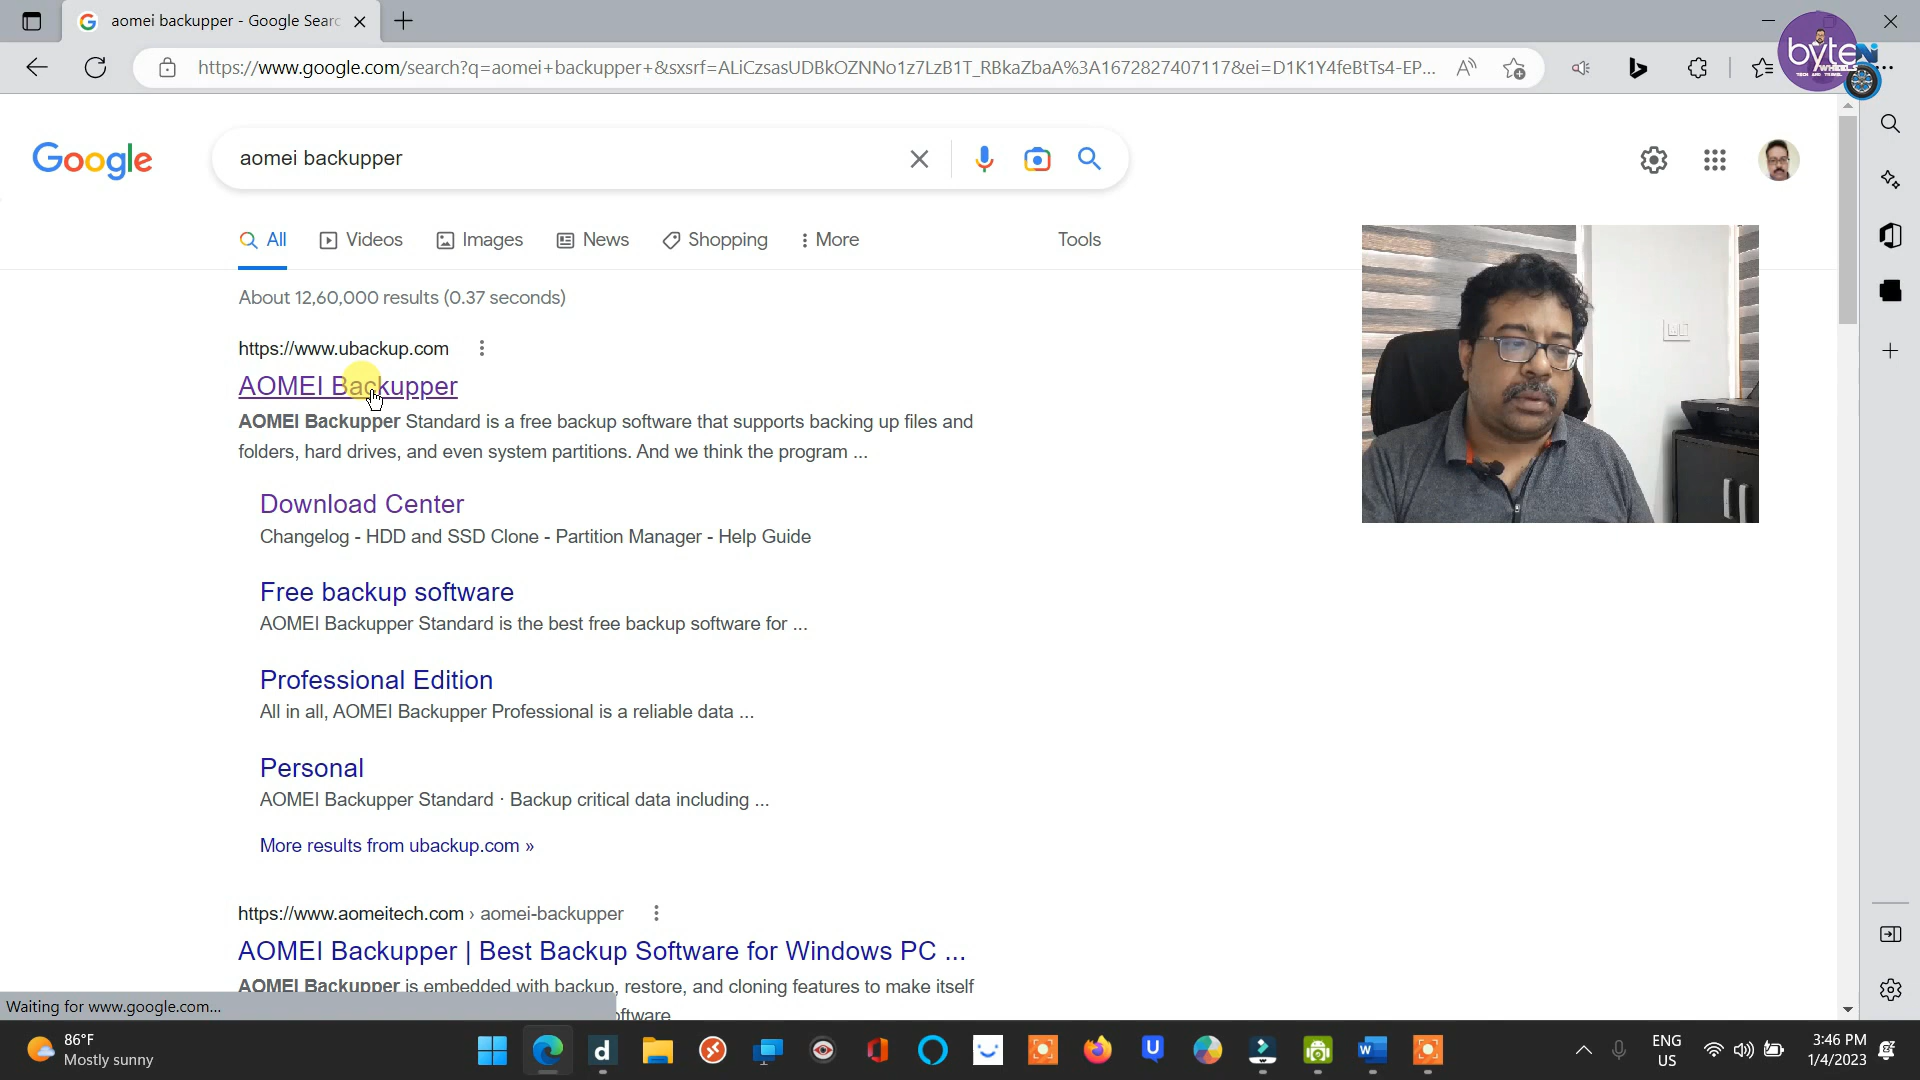 aomei backupper - Google Searc
https://www.google.com/search?q=aomei+backupper+&sxsrf=ALiCzsasUDBkOZNNo1z7LzB1T_RBkaZbaA%3A1672827407117&ei=D1K1Y4feBtTs4-EP...
byte
WHEELS
TECH AND TRAVEL
Google
aomei backupper
All
Videos
Images
News
Shopping
More
Tools
About 12,60,000 results (0.37 seconds)
https://www.ubackup.com
AOMEI Backupper
AOMEI Backupper Standard is a free backup software that supports backing up files and
folders, hard drives, and even system partitions. And we think the program ...
Download Center
Changelog - HDD and SSD Clone - Partition Manager - Help Guide
Free backup software
AOMEI Backupper Standard is the best free backup software for ...
Professional Edition
All in all, AOMEI Backupper Professional is a reliable data ...
Personal
AOMEI Backupper Standard · Backup critical data including ...
More results from ubackup.com »
https://www.aomeitech.com › aomei-backupper
AOMEI Backupper | Best Backup Software for Windows PC ...
AOMEI Backupper is embedded with backup, restore, and cloning features to make itself
oftware
Waiting for www.google.com...
86°F
Mostly sunny
ENG
US
3:46 PM
1/4/2023